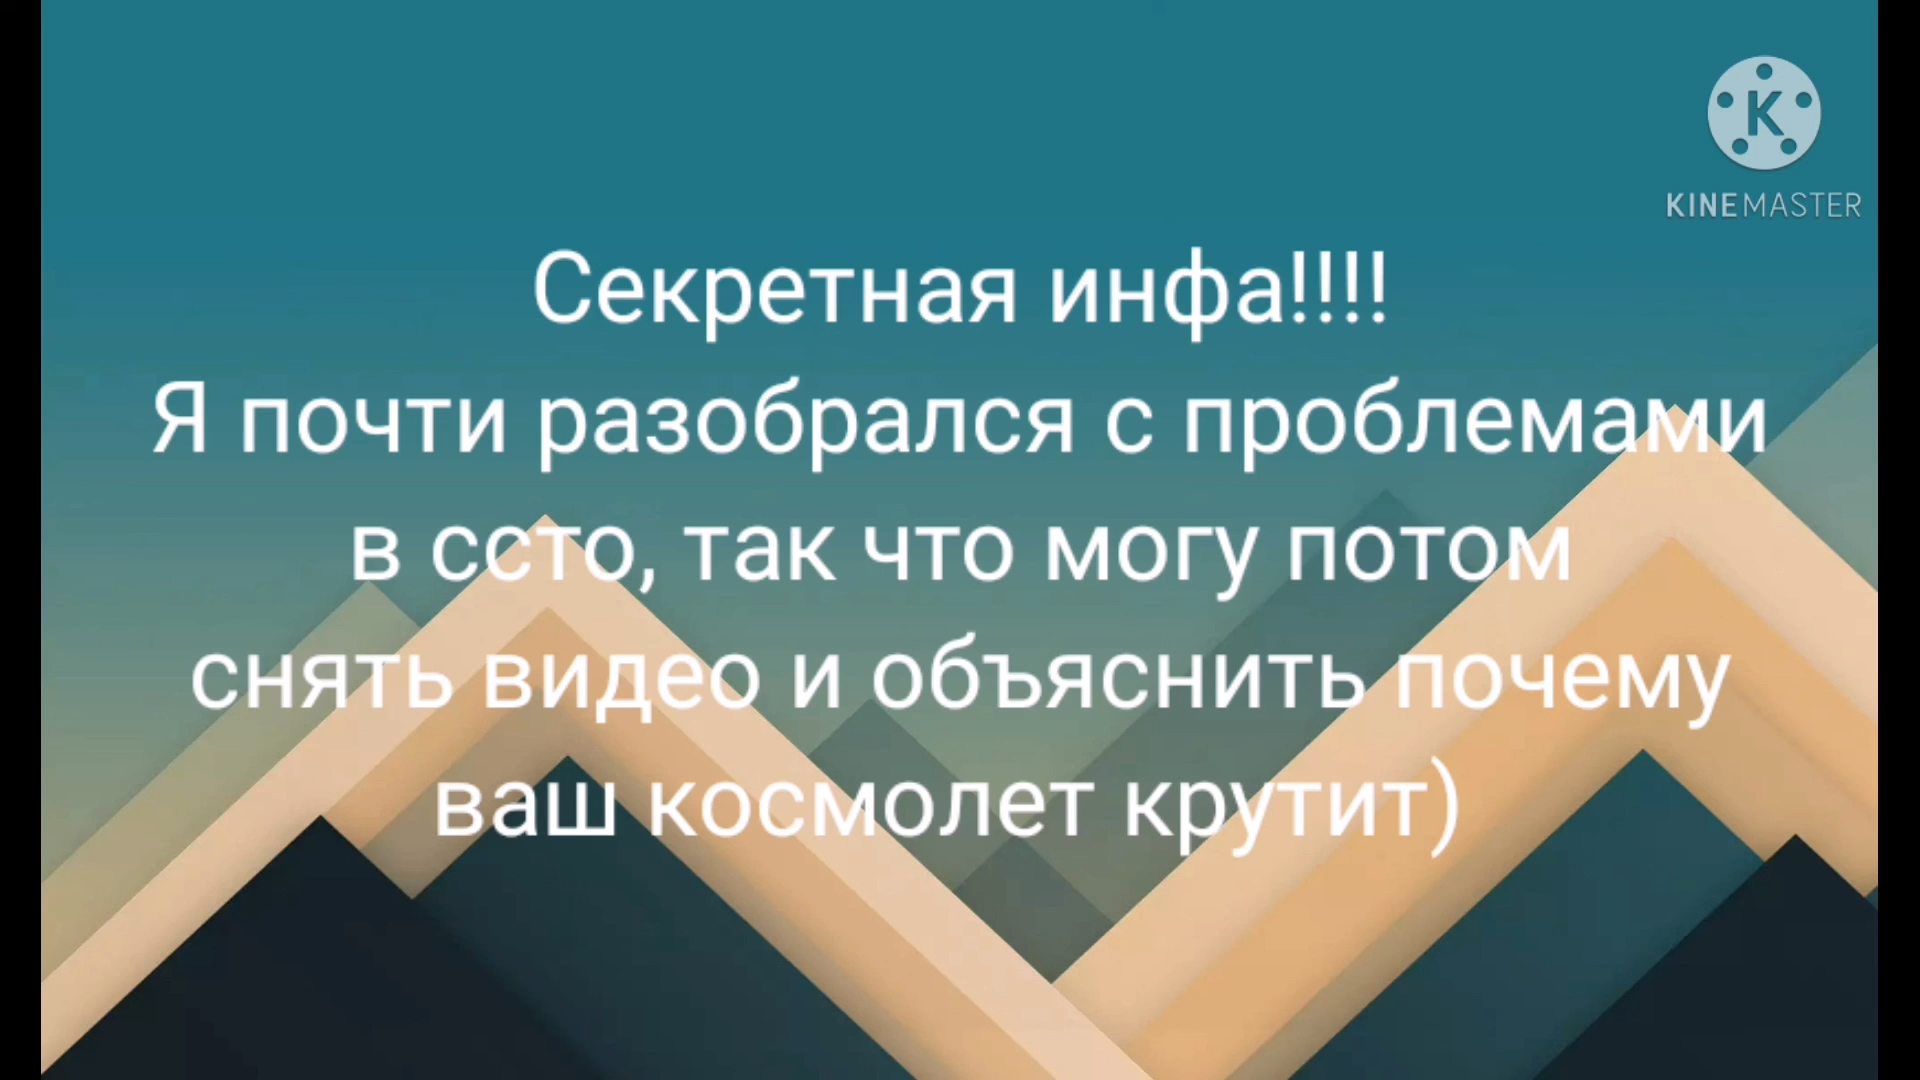 KINEMASTER
Секретная инфа!!!!
Я почти разобрался с проблемами
в ссто, так что могу потом
снять видео и объяснить почему
ваш космолет крутит)